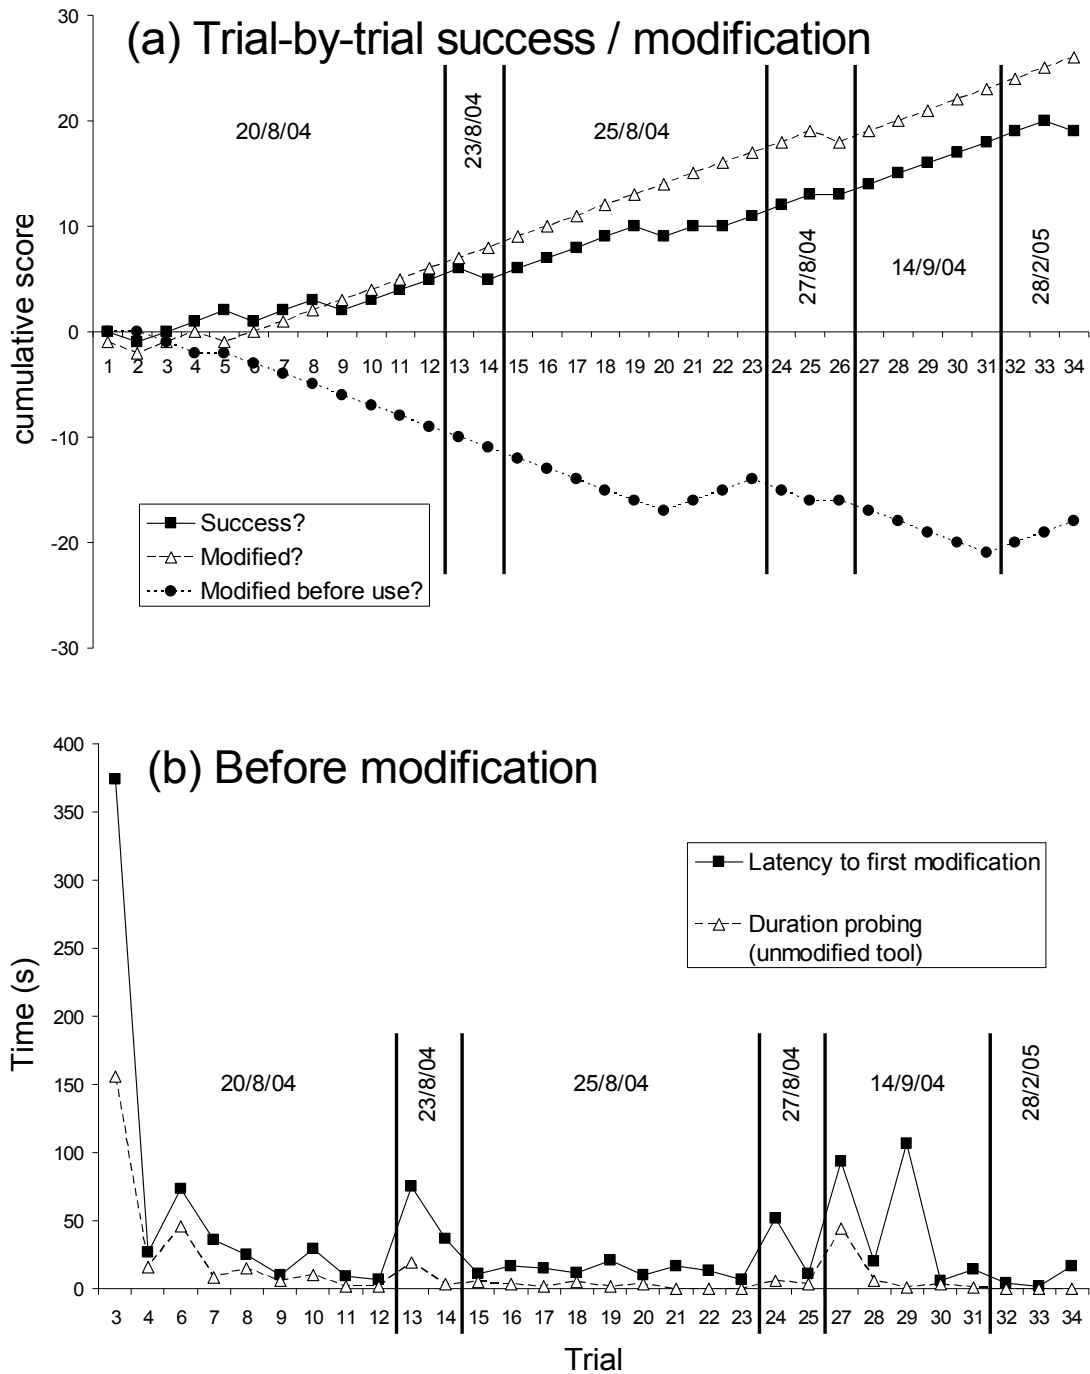 (a) Trial-by-trial success / modification
30
20
10
0
-10
-20
-30
cumulative score
20/8/04
23/8/04
25/8/04
27/8/04
14/9/04
28/2/05
1 2 3 4 5 6 7 8 9 10 11 12 13 14 15 16 17 18 19 20 21 22 23 24 25 26 27 28 29 30 31 32 33 34
Success?
Modified?
Modified before use?
(b) Before modification
400
350
300
250
200
150
100
50
0
Time (s)
Latency to first modification
Duration probing
(unmodified tool)
20/8/04
23/8/04
25/8/04
27/8/04
14/9/04
28/2/05
3 4 6 7 8 9 10 11 12 13 14 15 16 17 18 19 20 21 22 23 24 25 27 28 29 30 31 32 33 34
Trial